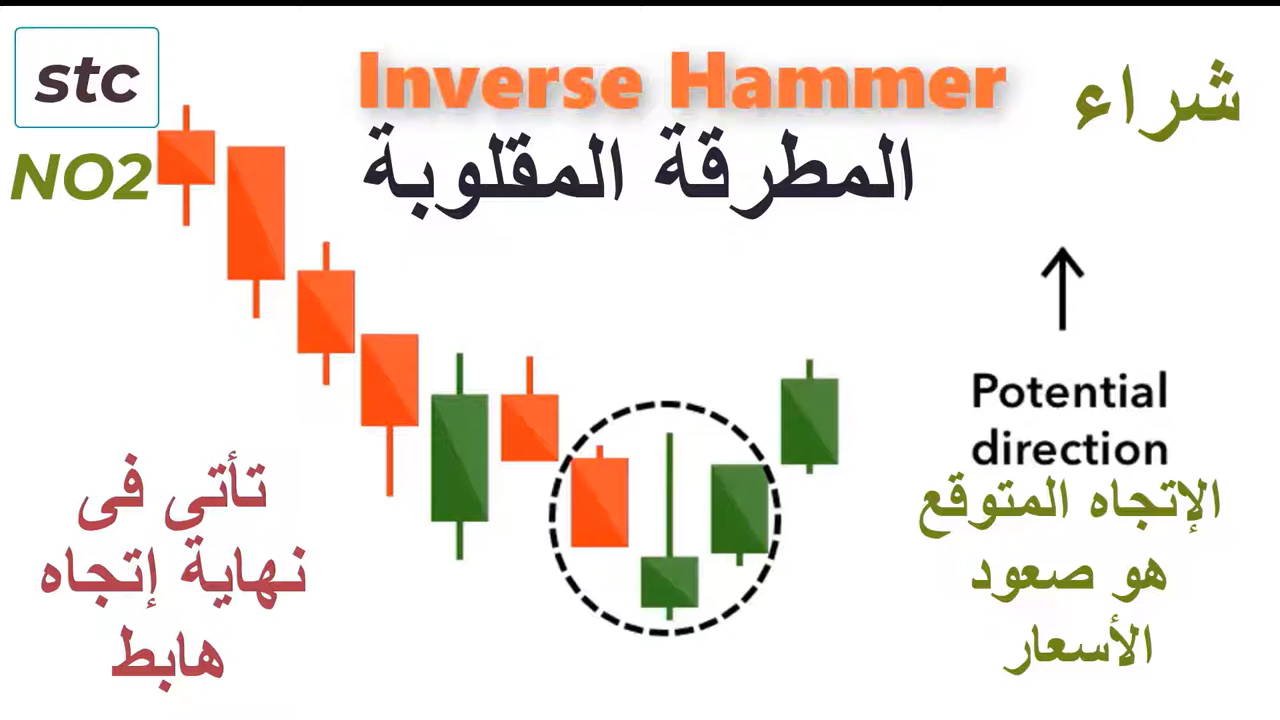 stc
NO2
Inverse Hammer
المطرقة المقلوبة
شراء
Potential
direction
الإتجاه المتوقع
هو صعود
الأسعار
تأتى فى
نهاية إتجاه
هابط